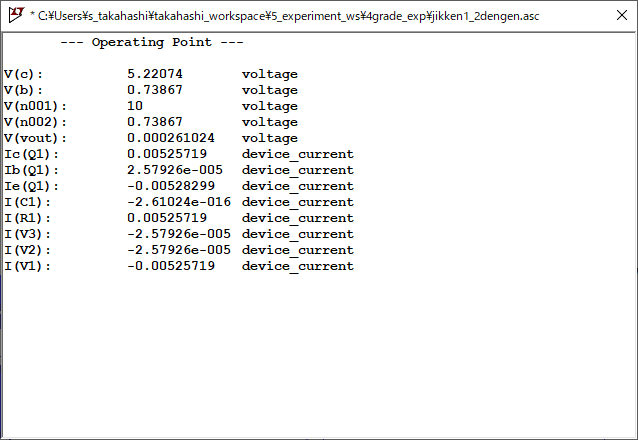 * C:¥Users¥s_takahashi¥takahashi_workspace¥5_experiment_ws¥4grade_exp¥jikken1_2dengen.asc
--- Operating Point ---
V(c): 5.22074 voltage
V(b): 0.73867 voltage
V(n001): 10 voltage
V(n002): 0.73867 voltage
V(vout): 0.000261024 voltage
Ic(Q1): 0.00525719 device_current
Ib(Q1): 2.57926e-005 device_current
Ie(Q1): -0.00528299 device_current
I(C1): -2.61024e-016 device_current
I(R1): 0.00525719 device_current
I(V3): -2.57926e-005 device_current
I(V2): -2.57926e-005 device_current
I(V1): -0.00525719 device_current